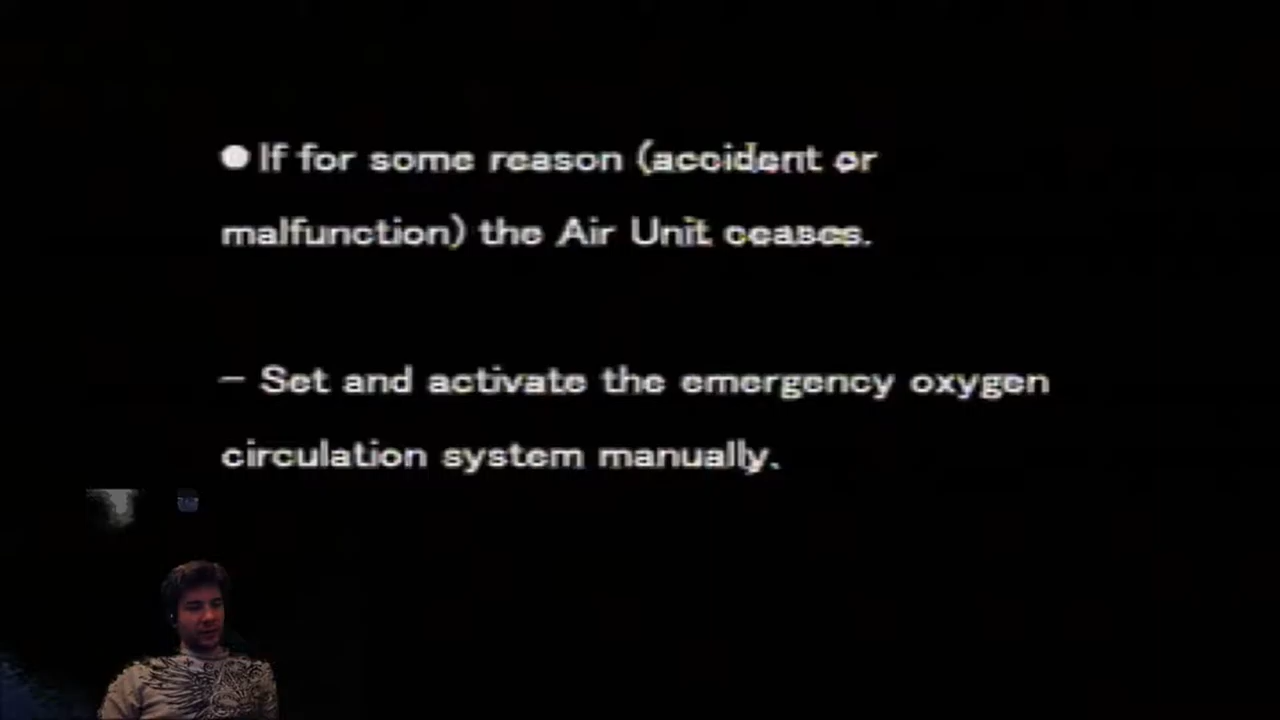 ●If for some reason (accident or
malfunction) the Air Unit ceases.
- Set and activate the emergency oxygen
circulation system manually.